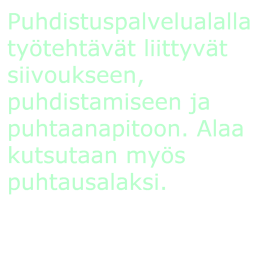 Puhdistuspalvelualalla
työtehtävät liittyvät
siivoukseen,
puhdistamiseen ja
puhtaanapitoon. Alaa
kutsutaan myös
puhtausalaksi.